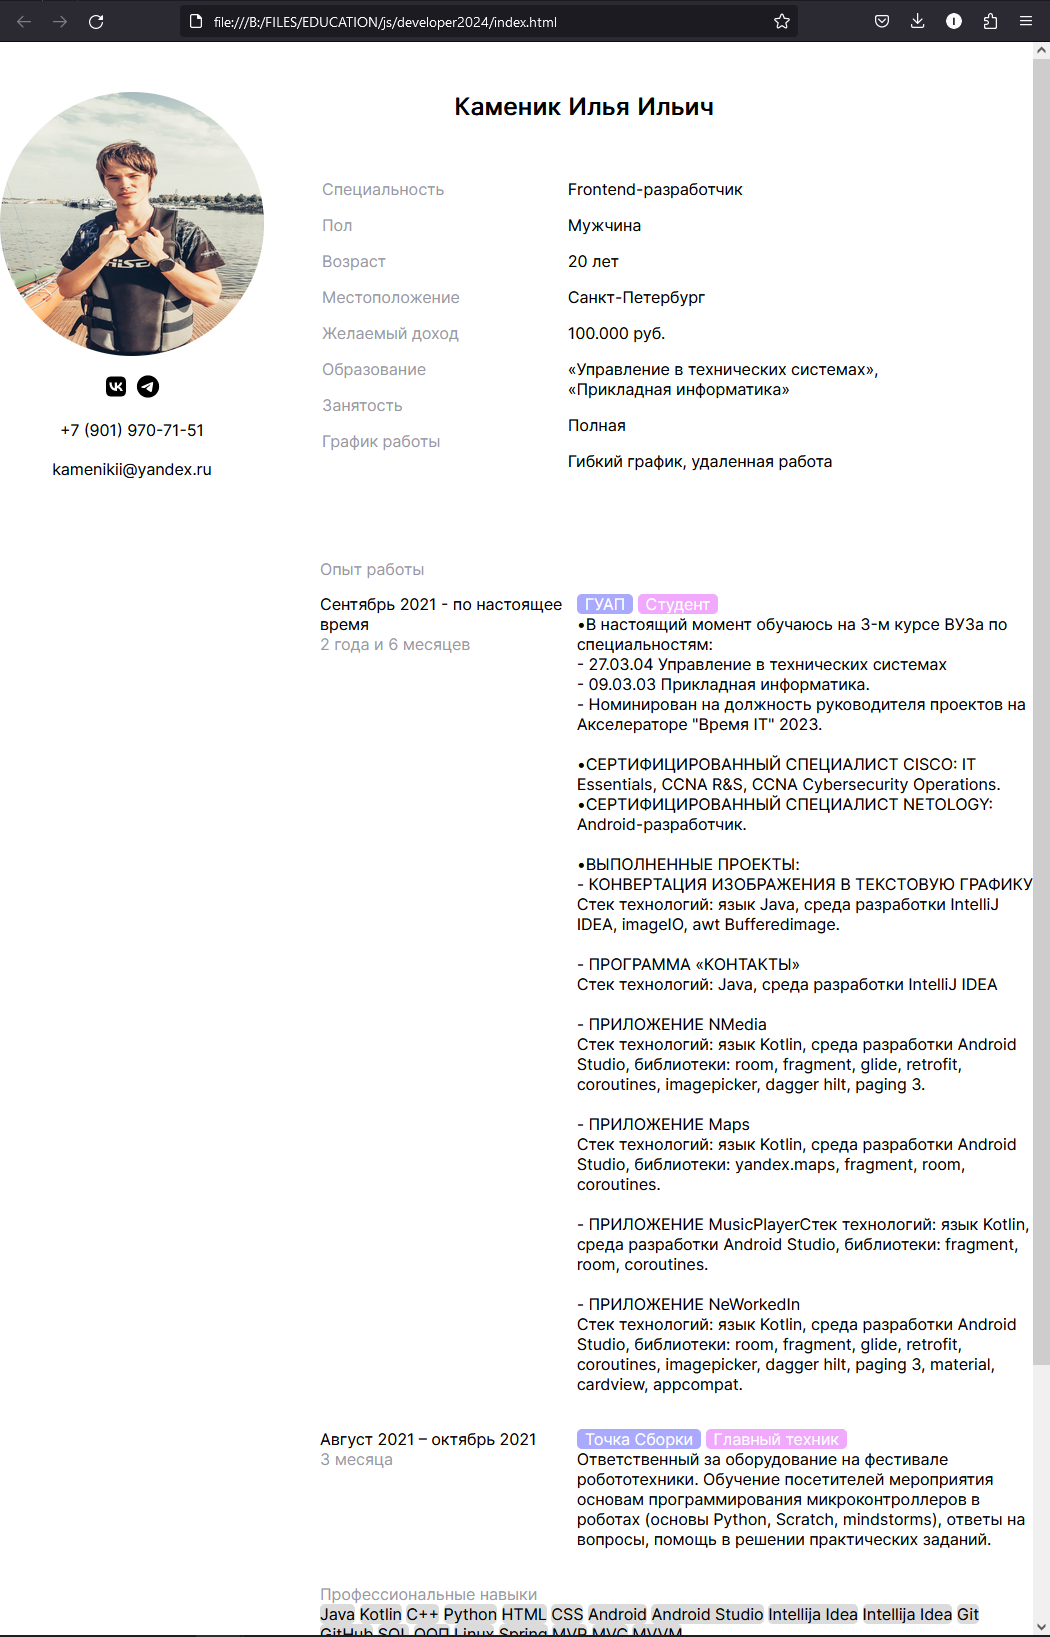 file:///B:/FILES/EDUCATION/js/developer2024/index.html
Каменик Илья Ильич
+7 (901) 970-71-51
kamenikii@yandex.ru
Специальность Frontend-разработчик
Пол Мужчина
Возраст 20 лет
Местоположение Санкт-Петербург
Желаемый доход 100.000 руб.
Образование «Управление в технических системах»,
«Прикладная информатика»
Занятость Полная
График работы Гибкий график, удаленная работа
Опыт работы
Сентябрь 2021 - по настоящее
время
2 года и 6 месяцев
ГУАП Студент
•В настоящий момент обучаюсь на 3-м курсе ВУЗа по
специальностям:
- 27.03.04 Управление в технических системах
- 09.03.03 Прикладная информатика.
- Номинирован на должность руководителя проектов на
Акселераторе "Время IT" 2023.
•СЕРТИФИЦИРОВАННЫЙ СПЕЦИАЛИСТ CISCO: IT
Essentials, CCNA R&S, CCNA Cybersecurity Operations.
•СЕРТИФИЦИРОВАННЫЙ СПЕЦИАЛИСТ NETOLOGY:
Android-разработчик.
•ВЫПОЛНЕННЫЕ ПРОЕКТЫ:
- КОНВЕРТАЦИЯ ИЗОБРАЖЕНИЯ В ТЕКСТОВУЮ ГРАФИКУ
Стек технологий: язык Java, среда разработки IntelliJ
IDEA, imageIO, awt Bufferedimage.
- ПРОГРАММА «КОНТАКТЫ»
Стек технологий: Java, среда разработки IntelliJ IDEA
- ПРИЛОЖЕНИЕ NMedia
Стек технологий: язык Kotlin, среда разработки Android
Studio, библиотеки: room, fragment, glide, retrofit,
coroutines, imagepicker, dagger hilt, paging 3.
- ПРИЛОЖЕНИЕ Maps
Стек технологий: язык Kotlin, среда разработки Android
Studio, библиотеки: yandex.maps, fragment, room,
coroutines.
- ПРИЛОЖЕНИЕ MusicPlayerСтек технологий: язык Kotlin,
среда разработки Android Studio, библиотеки: fragment,
room, coroutines.
- ПРИЛОЖЕНИЕ NeWorkedIn
Стек технологий: язык Kotlin, среда разработки Android
Studio, библиотеки: room, fragment, glide, retrofit,
coroutines, imagepicker, dagger hilt, paging 3, material,
cardview, appcompat.
Август 2021 – октябрь 2021
3 месяца
Точка Сборки Главный техник
Ответственный за оборудование на фестивале
робототехники. Обучение посетителей мероприятия
основам программирования микроконтроллеров в
роботах (основы Python, Scratch, mindstorms), ответы на
вопросы, помощь в решении практических заданий.
Профессиональные навыки
Java Kotlin C++ Python HTML CSS Android Android Studio Intellija Idea Intellija Idea Git
GitHub SQL ООП Linux Spring MVP MVC MVVM